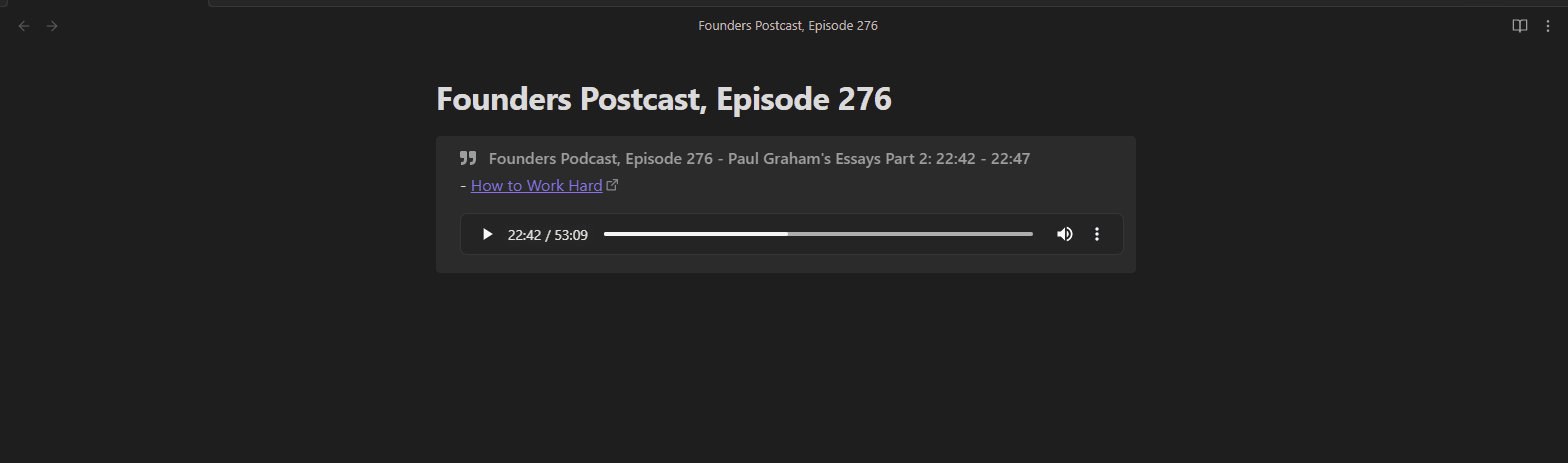 Founders Postcast, Episode 276
Founders Postcast, Episode 276
Founders Podcast, Episode 276 - Paul Graham's Essays Part 2: 22:42 - 22:47
- How to Work Hard
22:42 / 53:09